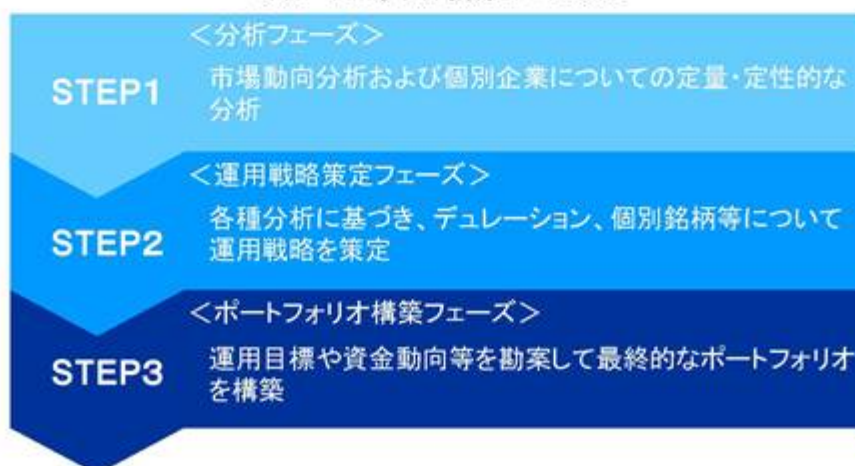 <分析フェーズ>
STEP1
市場動向分析および個別企業についての定量・定性的な
分析
<運用戦略策定フェーズ>
STEP2
各種分析に基づき、デュレーション、個別銘柄等について
運用戦略を策定
<ポートフォリオ構築フェーズ>
STEP3
運用目標や資金動向等を勘案して最終的なポートフォリオ
を構築